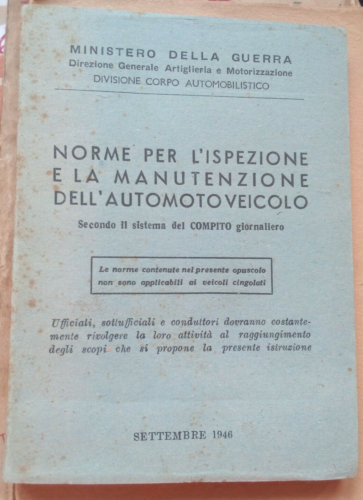 MINISTERO DELLA GUERRA
Direzione Generale Artiglieria e Motorizzazione
DIVISIONE CORPO AUTOMOBILISTICO
NORME PER L'ISPEZIONE
E LA MANUTENZIONE
DELL'AUTOMOTOVEICOLO
Secondo il sistema del COMPITO giornaliero
Le norme contenute nel presente opuscolo
non sono applicabili ai veicoli cingolati
Ufficiali, sottufficiali e conduttori dovranno costante-
mente rivolgere la loro attività al raggiungimento
degli scopi che si propone la presente istruzione
SETTEMBRE 1946